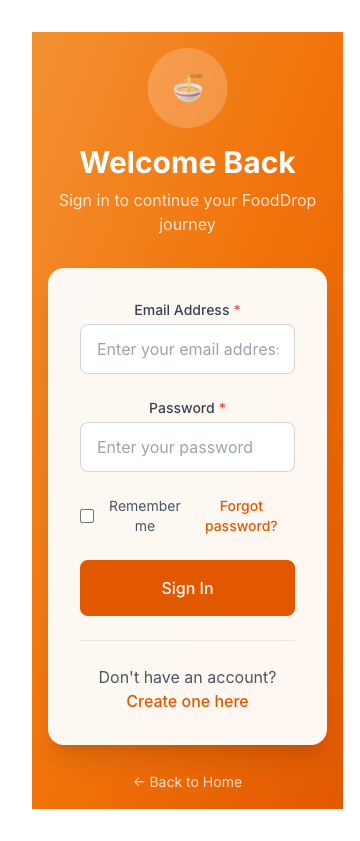 Welcome Back
Sign in to continue your FoodDrop
journey
Email Address *
Enter your email address
Password *
Enter your password
Remember
me
Forgot
password?
Sign In
Don't have an account?
Create one here
← Back to Home